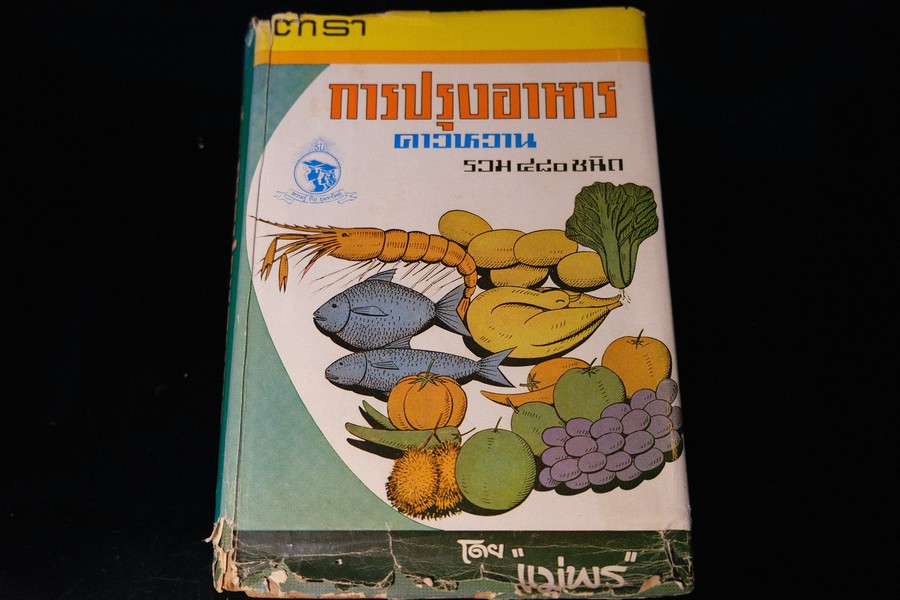 ตำรา
การปรุงอาหาร
คาวหวาน
รวม ๔๘๐ ชนิด
โดย "แม่พร"